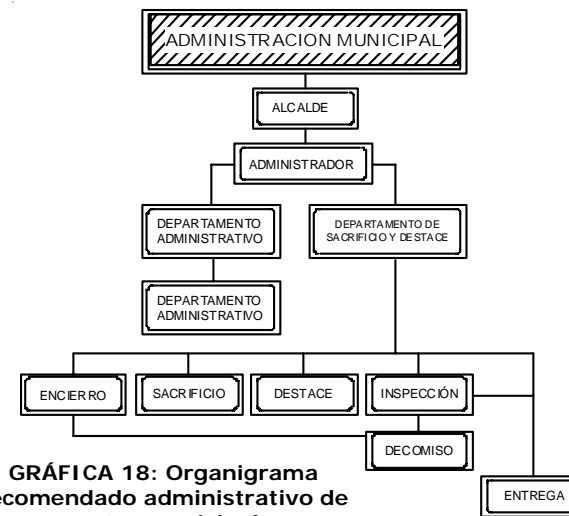 ADMINISTRACION MUNICIPAL
ALCALDE
ADMINISTRADOR
DEPARTAMENTO
ADMINISTRATIVO
DEPARTAMENTO DE
SACRIFICIO Y DESTACE
DEPARTAMENTO
ADMINISTRATIVO
ENCIERRO
SACRIFICIO
DESTACE
INSPECCIÓN
DECOMISO
ENTREGA
GRÁFICA 18: Organigrama
ecomendado administrativo de